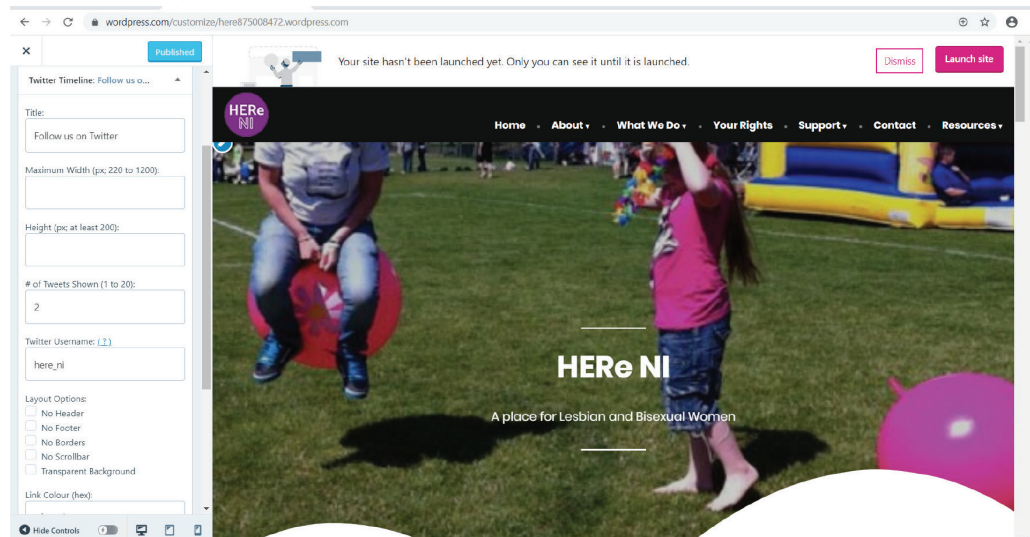 wordpress.com/customize/here875008472.wordpress.com
Published
Your site hasn't been launched yet. Only you can see it until it is launched.
Dismiss
Launch site
Twitter Timeline: Follow us o...
Title:
Follow us on Twitter
Maximum Width (px; 220 to 1200):
Height (px; at least 200):
# of Tweets Shown (1 to 20):
2
Twitter Username: ( ? )
here_ni
Layout Options:
No Header
No Footer
No Borders
No Scrollbar
Transparent Background
Link Colour (hex):
Hide Controls
HERe
NI
Home About What We Do Your Rights Support Contact Resources
HERe NI
A place for Lesbian and Bisexual Women